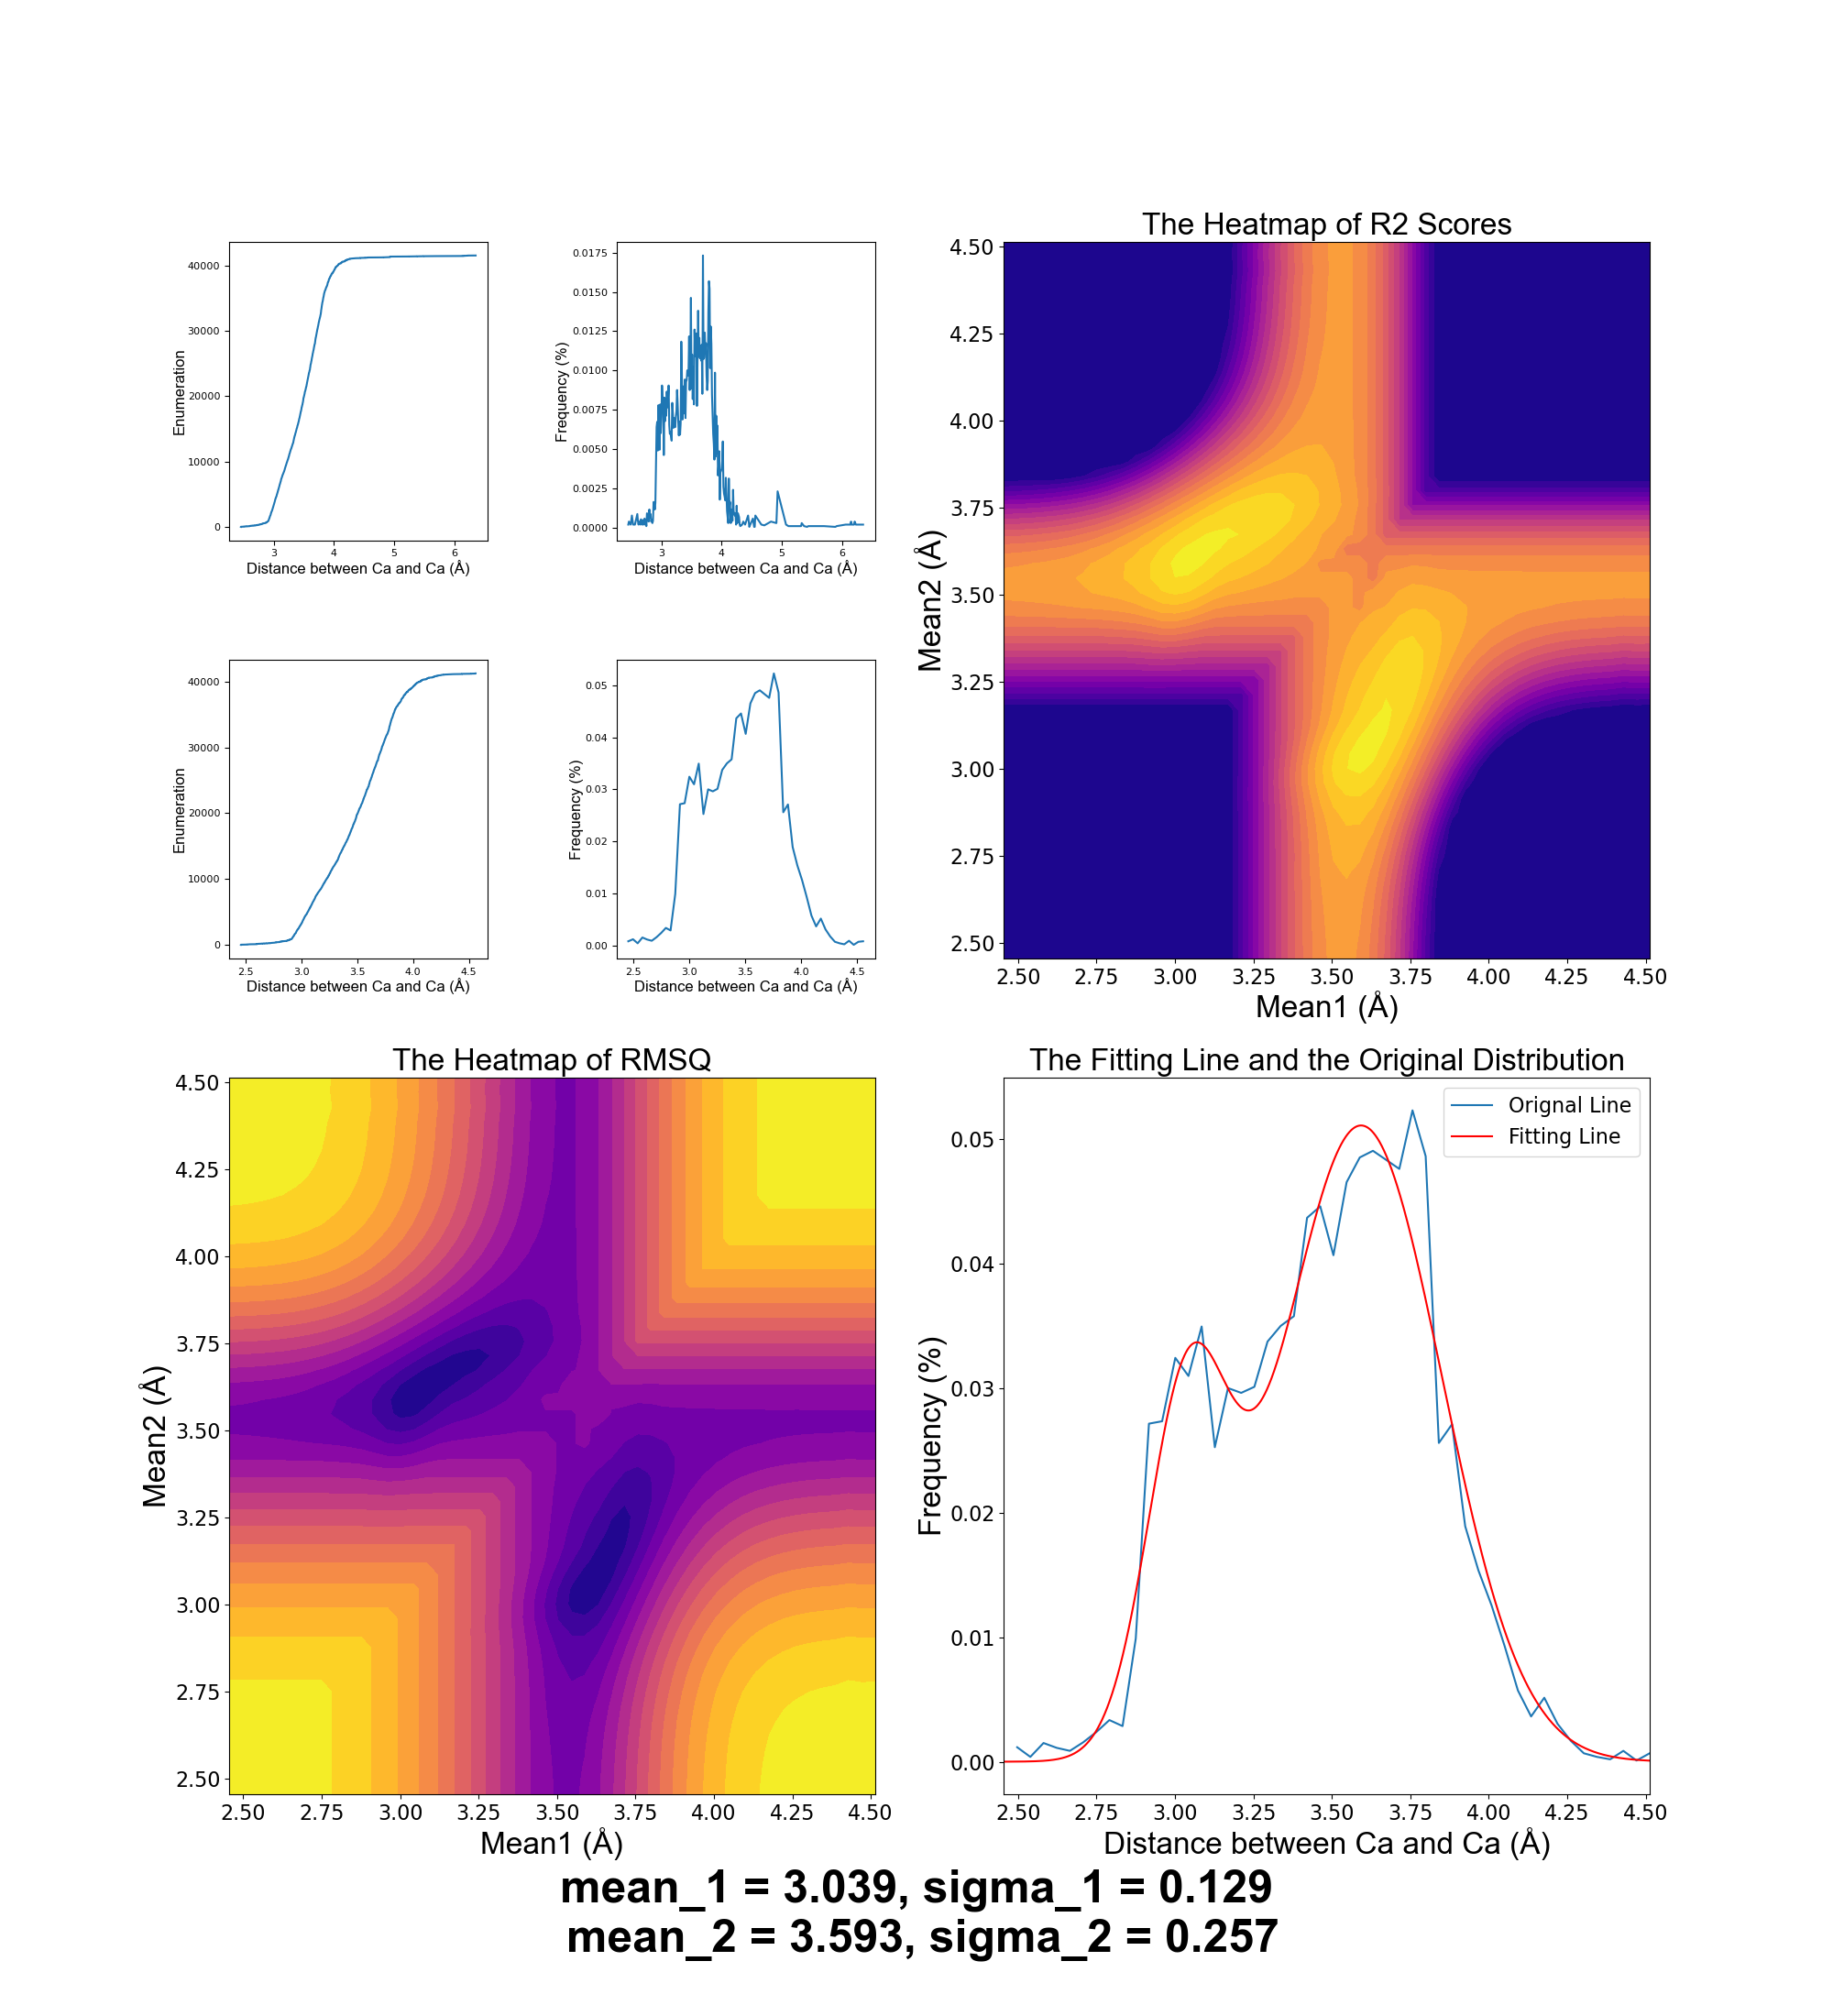 40000
30000
20000
10000
0
Enumeration
3 4 5 6
Distance between Ca and Ca (Å)
0.0175
0.0150
0.0125
0.0100
0.0075
0.0050
0.0025
0.0000
Frequency (%)
3 4 5 6
Distance between Ca and Ca (Å)
The Heatmap of R2 Scores
4.50
4.25
4.00
3.75
3.50
3.25
3.00
2.75
2.50
Mean2 (Å)
2.50 2.75 3.00 3.25 3.50 3.75 4.00 4.25 4.50
Mean1 (Å)
40000
30000
20000
10000
0
Enumeration
2.5 3.0 3.5 4.0 4.5
Distance between Ca and Ca (Å)
0.05
0.04
0.03
0.02
0.01
0.00
Frequency (%)
2.5 3.0 3.5 4.0 4.5
Distance between Ca and Ca (Å)
The Heatmap of RMSQ
4.50
4.25
4.00
3.75
3.50
3.25
3.00
2.75
2.50
Mean2 (Å)
2.50 2.75 3.00 3.25 3.50 3.75 4.00 4.25 4.50
Mean1 (Å)
The Fitting Line and the Original Distribution
Orignal Line
Fitting Line
0.05
0.04
0.03
0.02
0.01
0.00
Frequency (%)
2.50 2.75 3.00 3.25 3.50 3.75 4.00 4.25 4.50
Distance between Ca and Ca (Å)
mean_1 = 3.039, sigma_1 = 0.129
mean_2 = 3.593, sigma_2 = 0.257